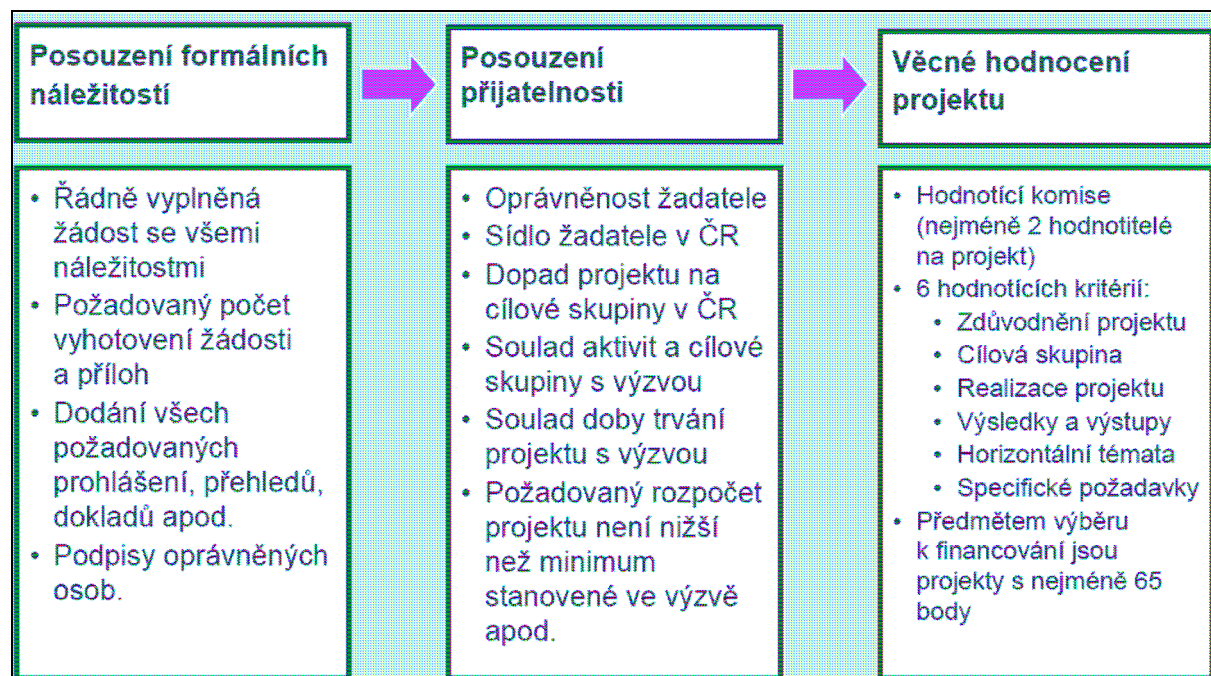 Posouzení formálních
náležitostí
Posouzení
přijatelnosti
Věcné hodnocení
projektu
• Řádně vyplněná
žádost se všemi
náležitostmi
• Požadovaný počet
vyhotovení žádosti
a příloh
• Dodání všech
požadovaných
prohlášení, přehledů,
dokladů apod.
• Podpisy oprávněných
osob.
• Oprávněnost žadatele
• Sídlo žadatele v ČR
• Dopad projektu na
cílové skupiny v ČR
• Soulad aktivit a cílové
skupiny s výzvou
• Soulad doby trvání
projektu s výzvou
• Požadovaný rozpočet
projektu není nižší
než minimum
stanovené ve výzvě
apod.
• Hodnotící komise
(nejméně 2 hodnotitelé
na projekt)
• 6 hodnotících kritérií:
• Zdůvodnění projektu
• Cílová skupina
• Realizace projektu
• Výsledky a výstupy
• Horizontální témata
• Specifické požadavky
• Předmětem výběru
k financování jsou
projekty s nejméně 65
body